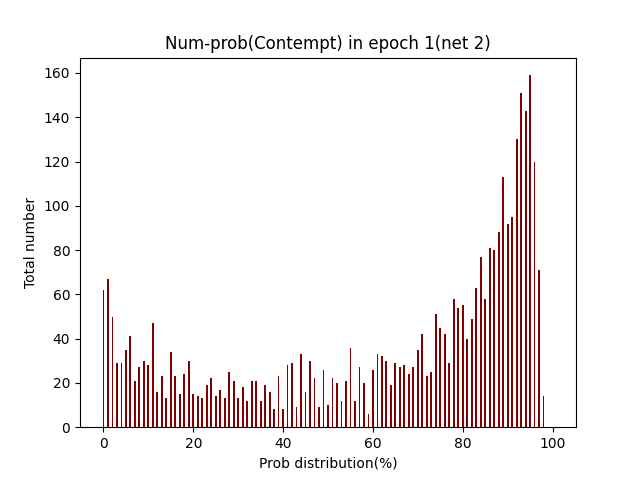 Num-prob(Contempt) in epoch 1(net 2)
160
140
120
100
80
60
40
20
0
Total number
0 20 40 60 80 100
Prob distribution(%)